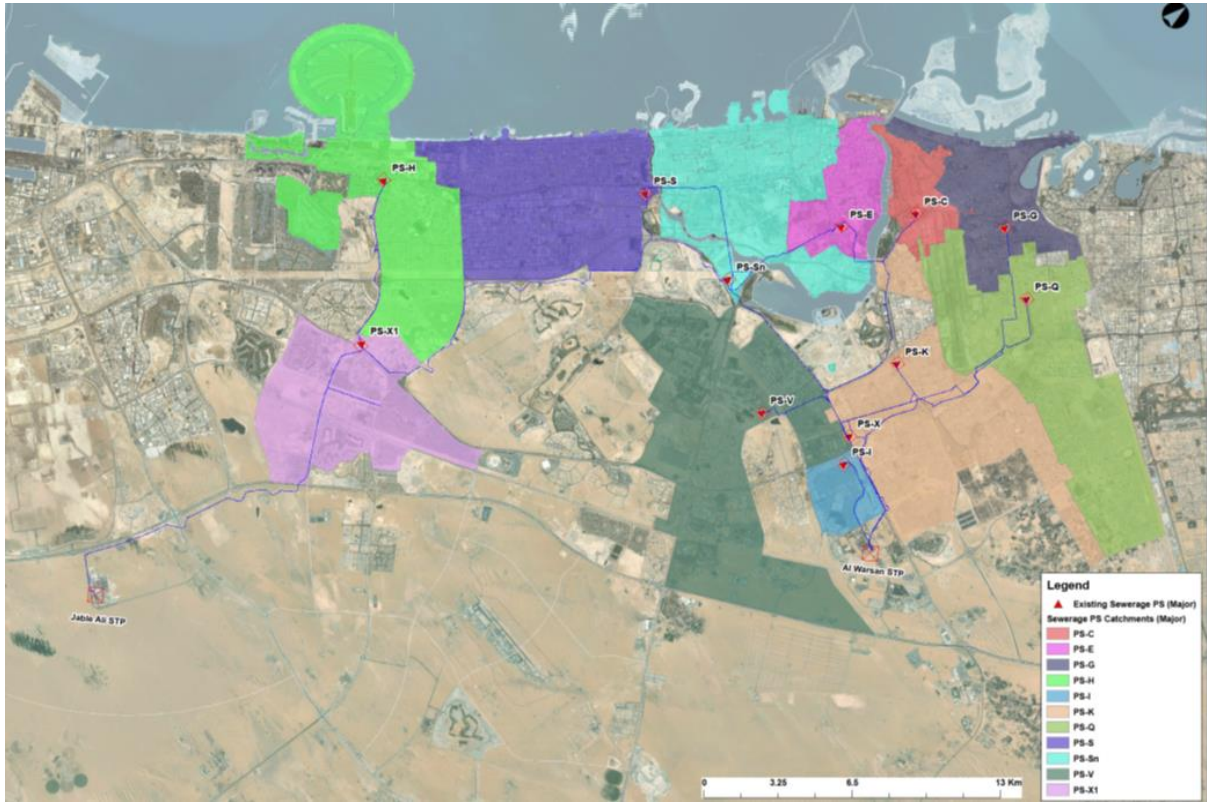 PS-H
PS-S
PS-E
PS-C
PS-G
PS-Sn
PS-Q
PS-X1
PS-K
PS-V
PS-X
PS-I
Al Warsan STP
Jable Ali STP
Legend
Existing Sewerage PS (Major)
Sewerage PS Catchments (Major)
PS-C
PS-E
PS-G
PS-H
PS-I
PS-K
PS-Q
PS-S
PS-Sn
PS-V
PS-X1
0 3.25 6.5 13 Km